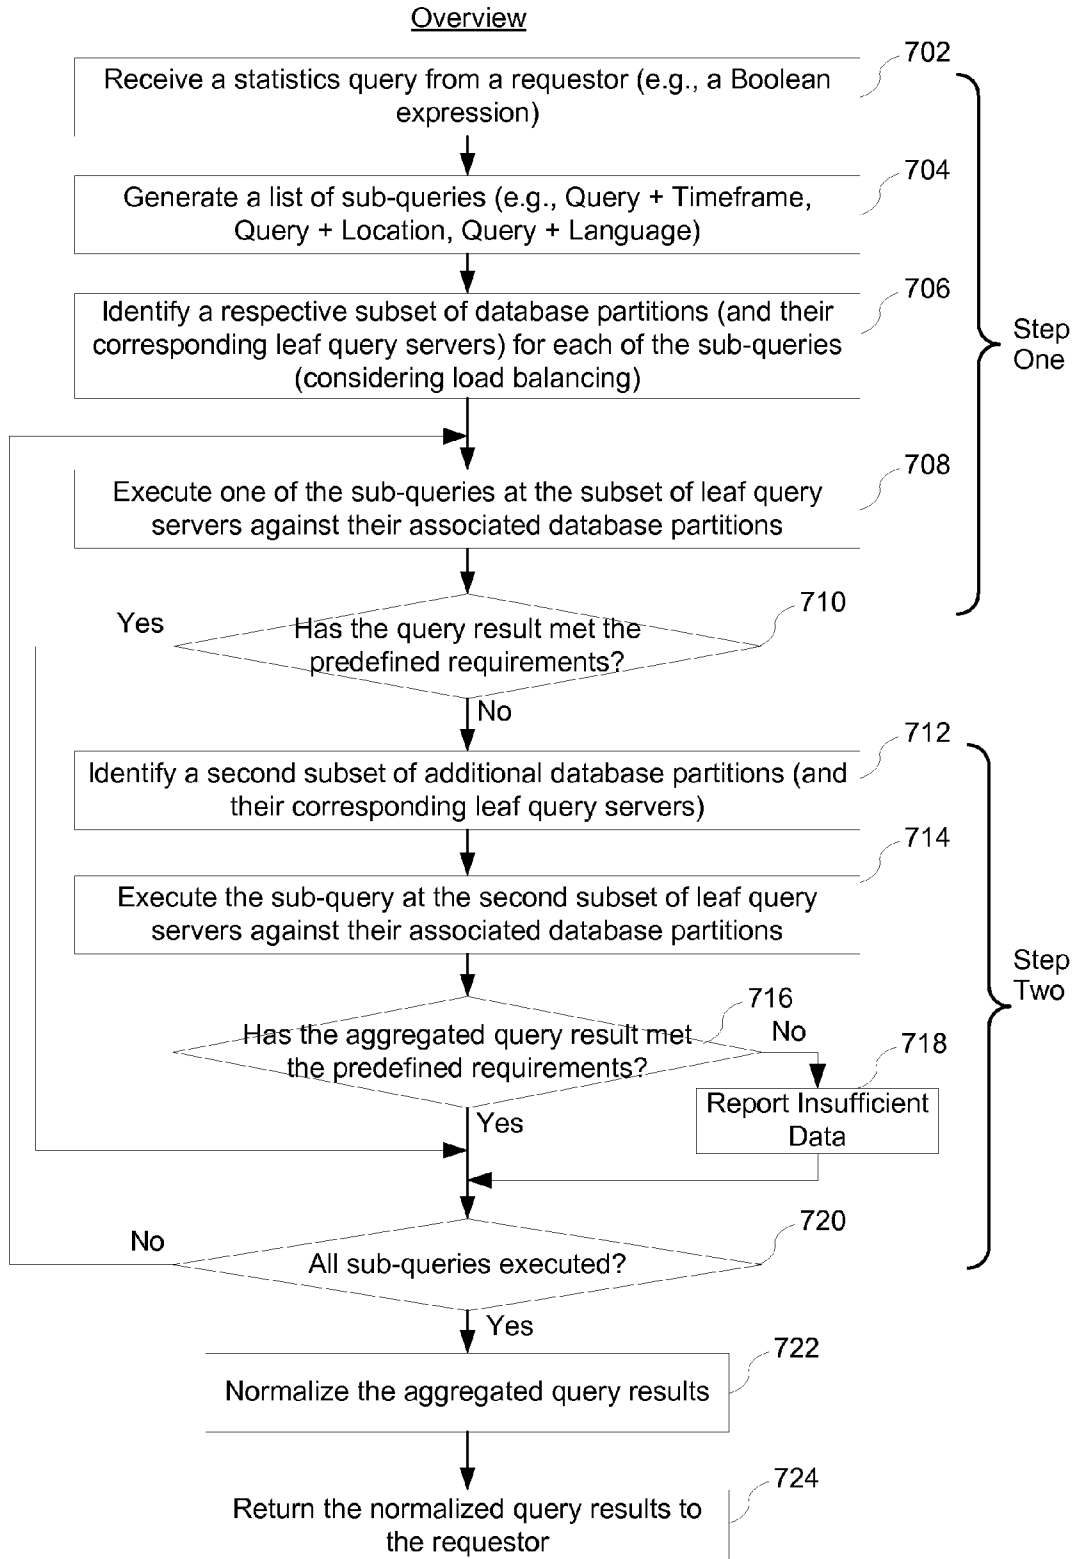 Overview
702
Receive a statistics query from a requestor (e.g., a Boolean
expression)
704
Generate a list of sub-queries (e.g., Query + Timeframe,
Query + Location, Query + Language)
706
Identify a respective subset of database partitions (and their
corresponding leaf query servers) for each of the sub-queries
(considering load balancing)
Step
One
708
Execute one of the sub-queries at the subset of leaf query
servers against their associated database partitions
710
Yes
Has the query result met the
predefined requirements?
No
712
Identify a second subset of additional database partitions (and
their corresponding leaf query servers)
714
Execute the sub-query at the second subset of leaf query
servers against their associated database partitions
Step
Two
716
Has the aggregated query result met
the predefined requirements?
No
718
Report Insufficient
Data
Yes
720
No
All sub-queries executed?
Yes
722
Normalize the aggregated query results
724
Return the normalized query results to
the requestor